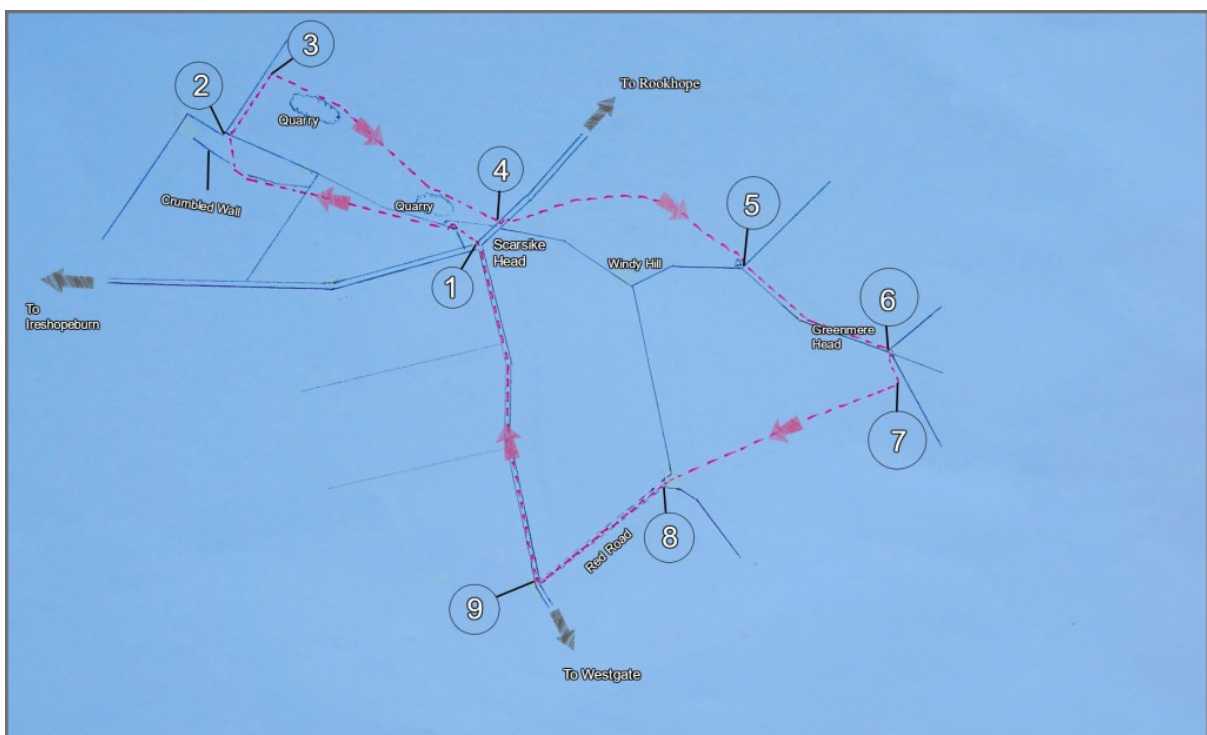 3
2
To Rookhope
Quarry
4
5
Crumbled Wall
Quarry
Scarsike
Head
Windy Hill
1
6
To
Ireshopeburn
Greenmere
Head
7
8
Red Road
9
To Westgate